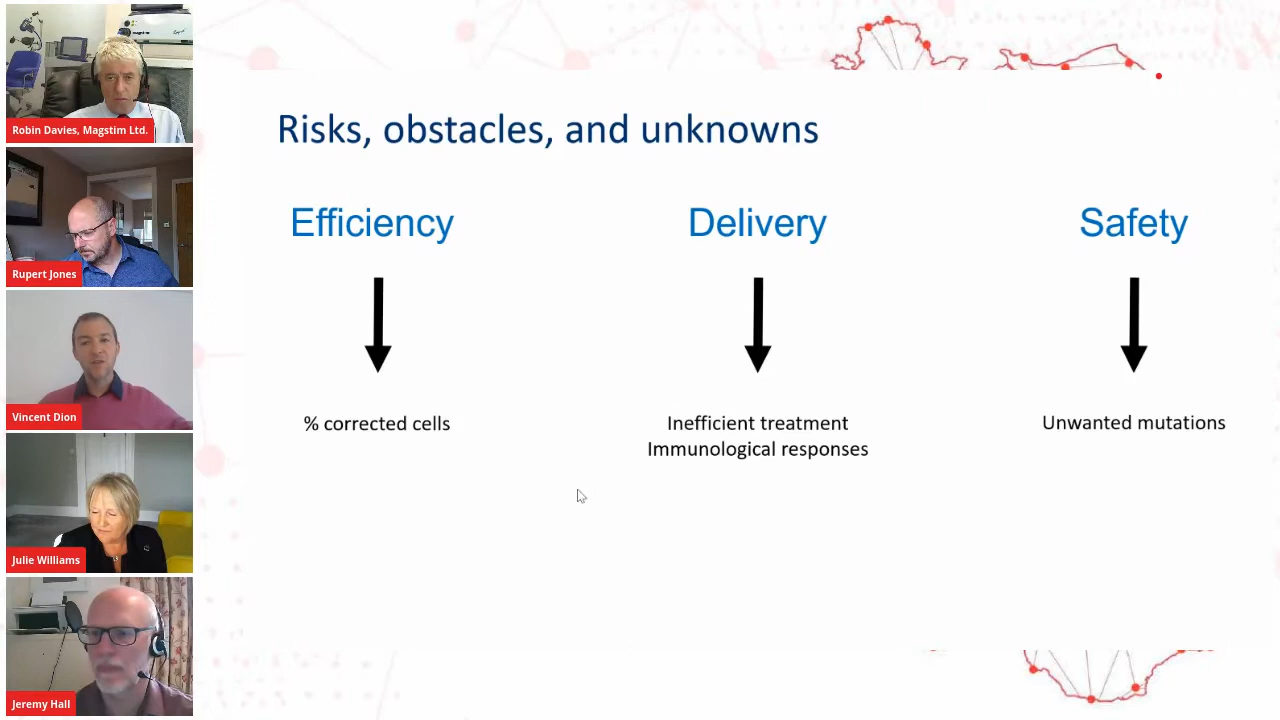 Robin Davies, Magstim Ltd.
Rupert Jones
Vincent Dion
Julie Williams
Jeremy Hall
Risks, obstacles, and unknowns
Efficiency
Delivery
Safety
% corrected cells
Inefficient treatment
Immunological responses
Unwanted mutations
magstim